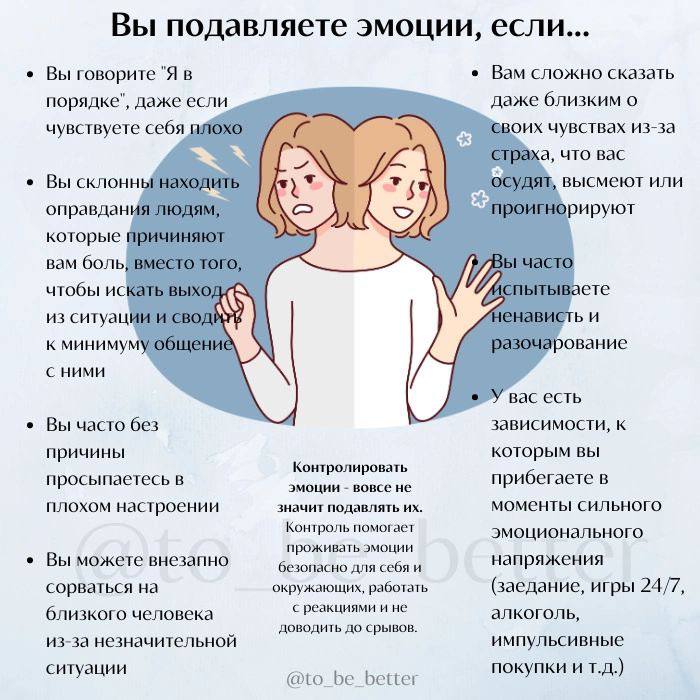 Вы подавляете эмоции, если...
• Вы говорите "Я в
порядке", даже если
чувствуете себя плохо
• Вы склонны находить
оправдания людям,
которые причиняют
вам боль, вместо того,
чтобы искать выход
из ситуации и сводить
к минимуму общение
с ними
• Вы часто без
причины
просыпаетесь в
плохом настроении
• Вы можете внезапно
сорваться на
близкого человека
из-за незначительной
ситуации
Контролировать
эмоции - вовсе не
значит подавлять их.
Контроль помогает
проживать эмоции
безопасно для себя и
окружающих, работать
с реакциями и не
доводить до срывов.
• Вам сложно сказать
даже близким о
своих чувствах из-за
страха, что вас
осудят, высмеют или
проигнорируют
• Вы часто
испытываете
ненависть и
разочарование
• У вас есть
зависимости, к
которым вы
прибегаете в
моменты сильного
эмоционального
напряжения
(заедание, игры 24/7,
алкоголь,
импульсивные
покупки и т.д.)
@to_be_better
@to_be_better